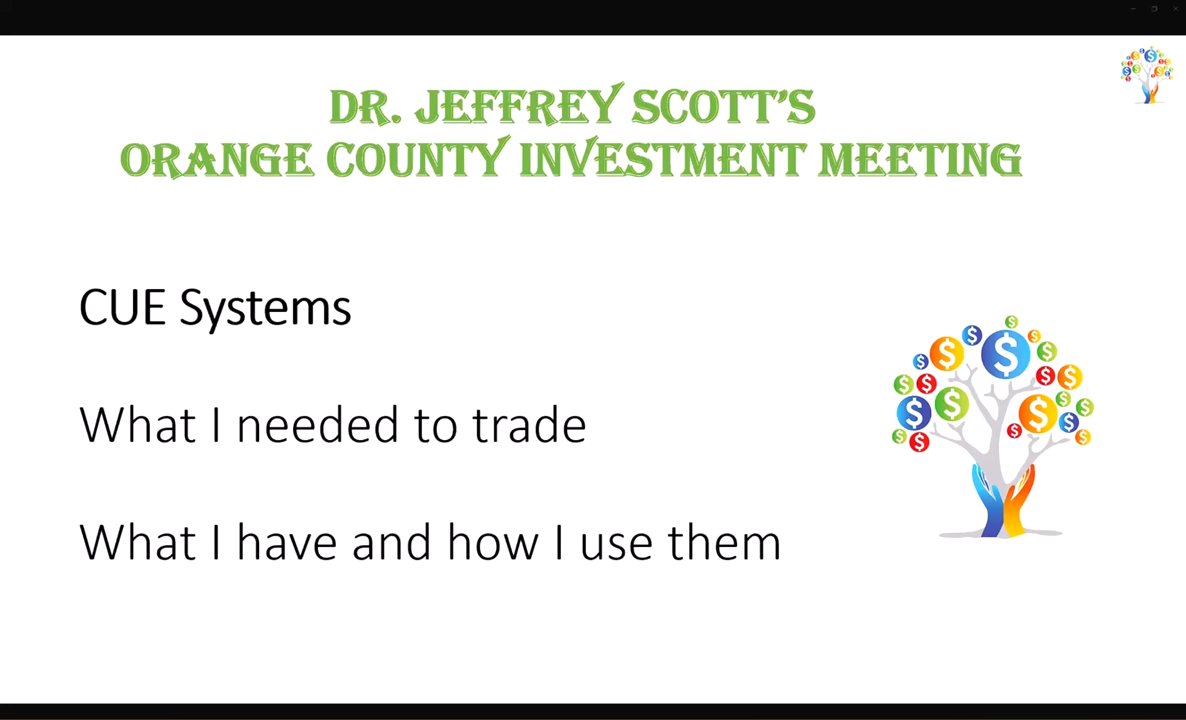 DR. JEFFREY SCOTT'S
ORANGE COUNTY INVESTMENT MEETING
CUE Systems
What I needed to trade
What I have and how I use them